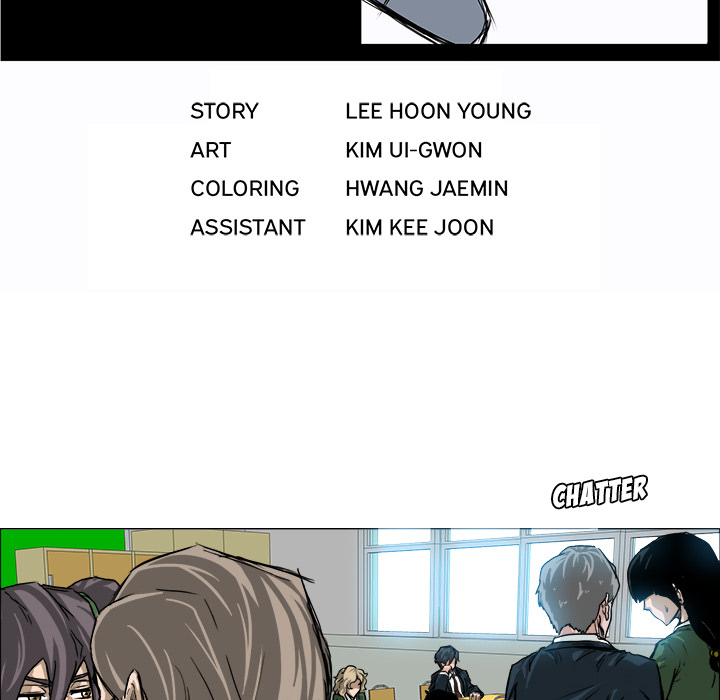 STORY LEE HOON YOUNG
ART KIM UI-GWON
COLORING HWANG JAEMIN
ASSISTANT KIM KEE JOON
CHATTER